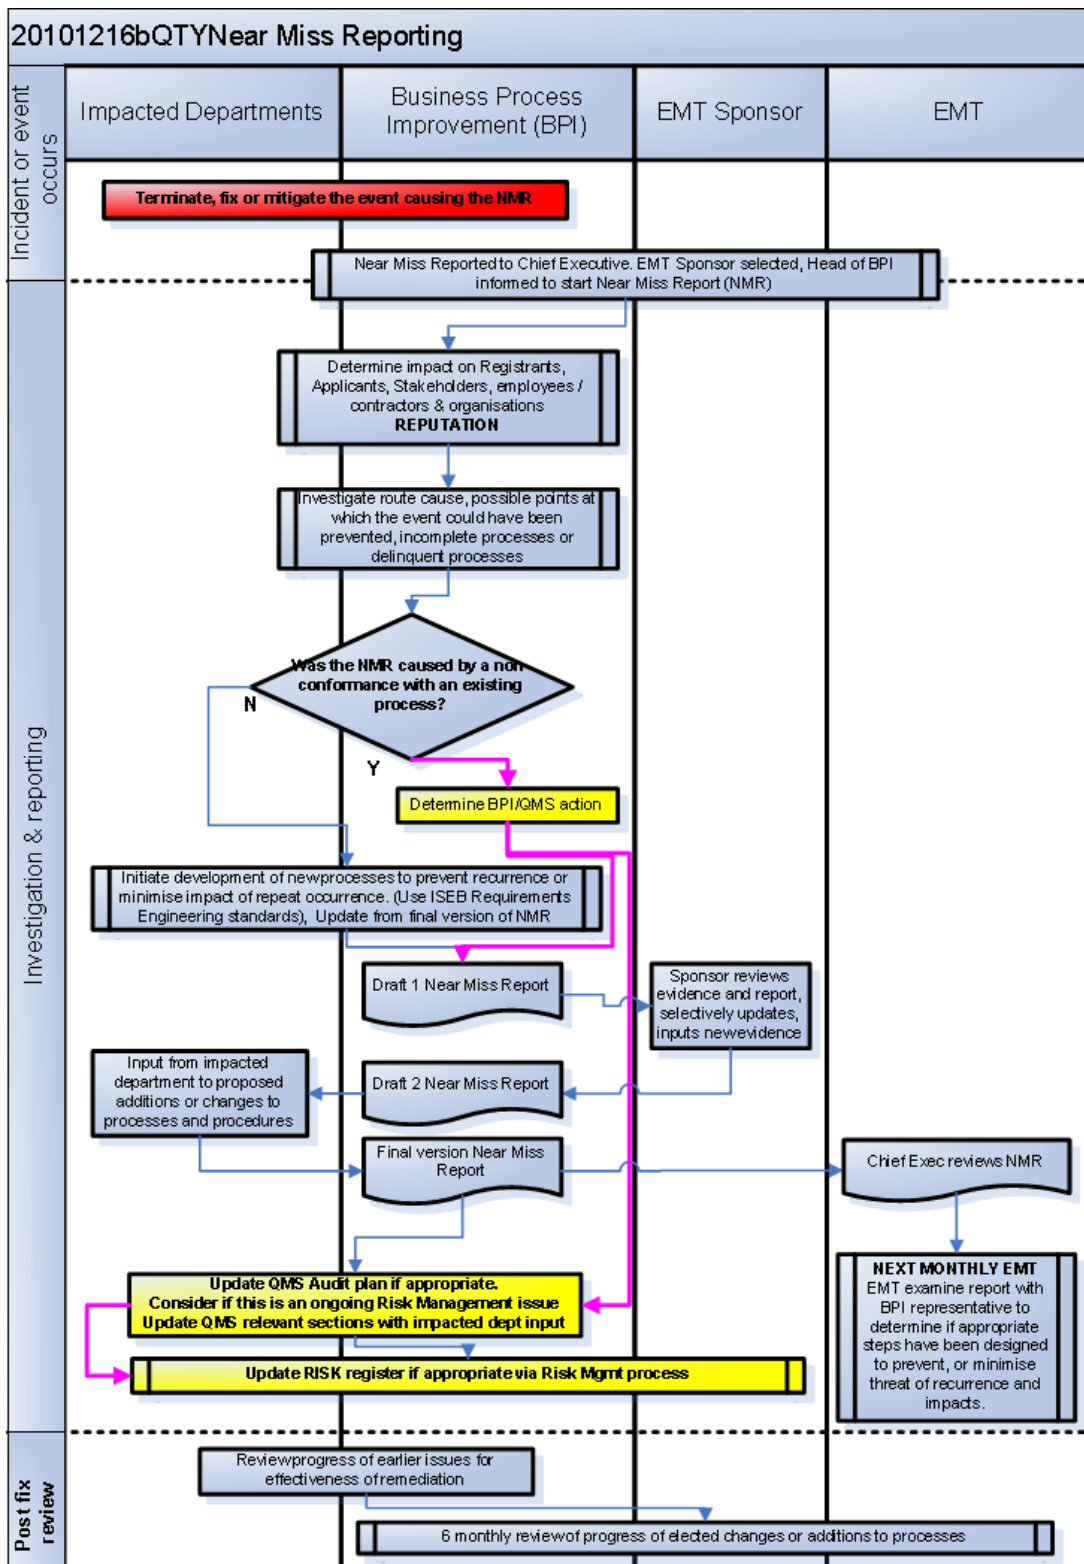 20101216bQTYNear Miss Reporting
Impacted Departments
Business Process
Improvement (BPI)
EMT Sponsor
EMT
Incident or event
occurs
Terminate, fix or mitigate the event causing the NMR
Near Miss Reported to Chief Executive. EMT Sponsor selected, Head of BPI
informed to start Near Miss Report (NMR)
Investigation & reporting
Determine impact on Registrants,
Applicants, Stakeholders, employees /
contractors & organisations
REPUTATION
Investigate route cause, possible points at
which the event could have been
prevented, incomplete processes or
delinquent processes
Was the NMR caused by a non
conformance with an existing
process?
N
Y
Determine BPI/QMS action
Initiate development of newprocesses to prevent recurrence or
minimise impact of repeat occurrence. (Use ISEB Requirements
Engineering standards), Update from final version of NMR
Draft 1 Near Miss Report
Sponsor reviews
evidence and report,
selectively updates,
inputs newevidence
Input from impacted
department to proposed
additions or changes to
processes and procedures
Draft 2 Near Miss Report
Final version Near Miss
Report
Chief Exec reviews NMR
Update QMS Audit plan if appropriate.
Consider if this is an ongoing Risk Management issue
Update QMS relevant sections with impacted dept input
NEXT MONTHLY EMT
EMT examine report with
BPI representative to
determine if appropriate
steps have been designed
to prevent, or minimise
threat of recurrence and
impacts.
Update RISK register if appropriate via Risk Mgmt process
Post fix
review
Reviewprogress of earlier issues for
effectiveness of remediation
6 monthly reviewof progress of elected changes or additions to processes